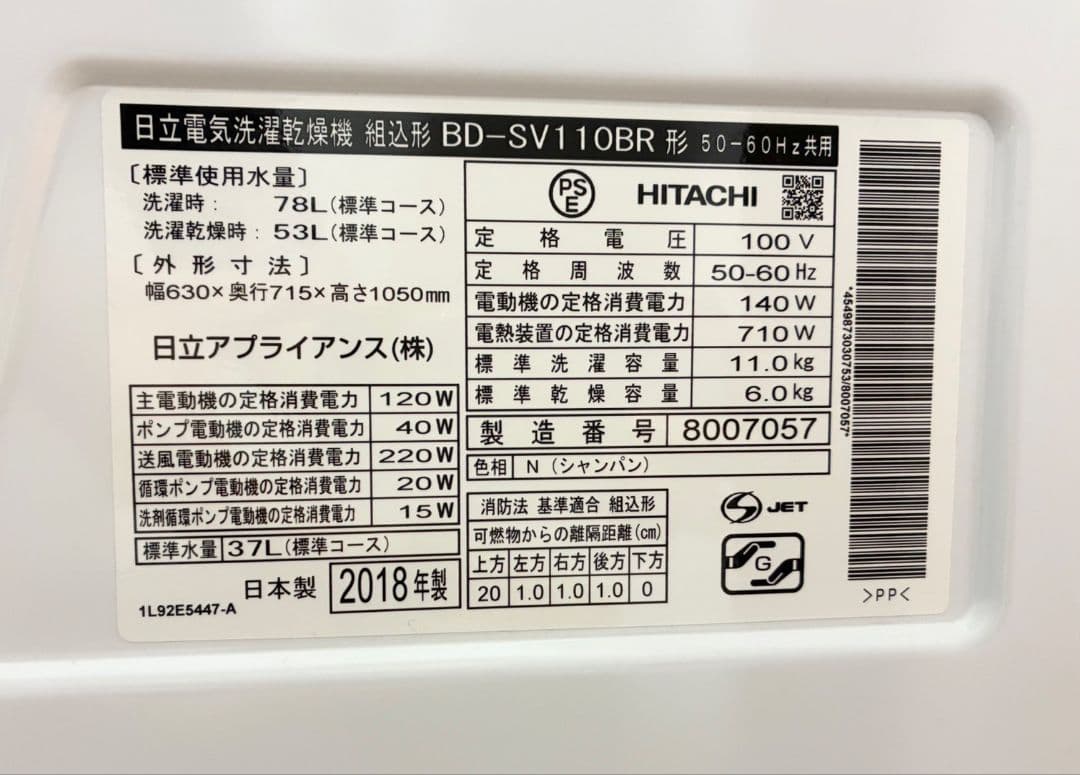 日立電気洗濯乾燥機 組込形 BD-SV110BR 形 50-60Hz共用
〔標準使用水量〕
洗濯時： 78L(標準コース)
洗濯乾燥時： 53L(標準コース)
〔外形寸法〕
幅630×奥行715×高さ1050mm
日立アプライアンス(株)
主電動機の定格消費電力 120W
ポンプ電動機の定格消費電力 40W
送風電動機の定格消費電力 220W
循環ポンプ電動機の定格消費電力 20W
洗剤循環ポンプ電動機の定格消費電力 15W
標準水量 37L(標準コース)
日本製 2018年製
1L92E5447-A
PSE HITACHI
定格電圧 100V
定格周波数 50-60Hz
電動機の定格消費電力 140W
電熱装置の定格消費電力 710W
標準洗濯容量 11.0kg
標準乾燥容量 6.0kg
製造番号 8007057
色相 N (シャンパン)
消防法 基準適合 組込形
可燃物からの離隔距離(cm)
上方 左方 右方 後方 下方
20 1.0 1.0 1.0 0
S JET
G
*4549873030753/8007057*
>PP<